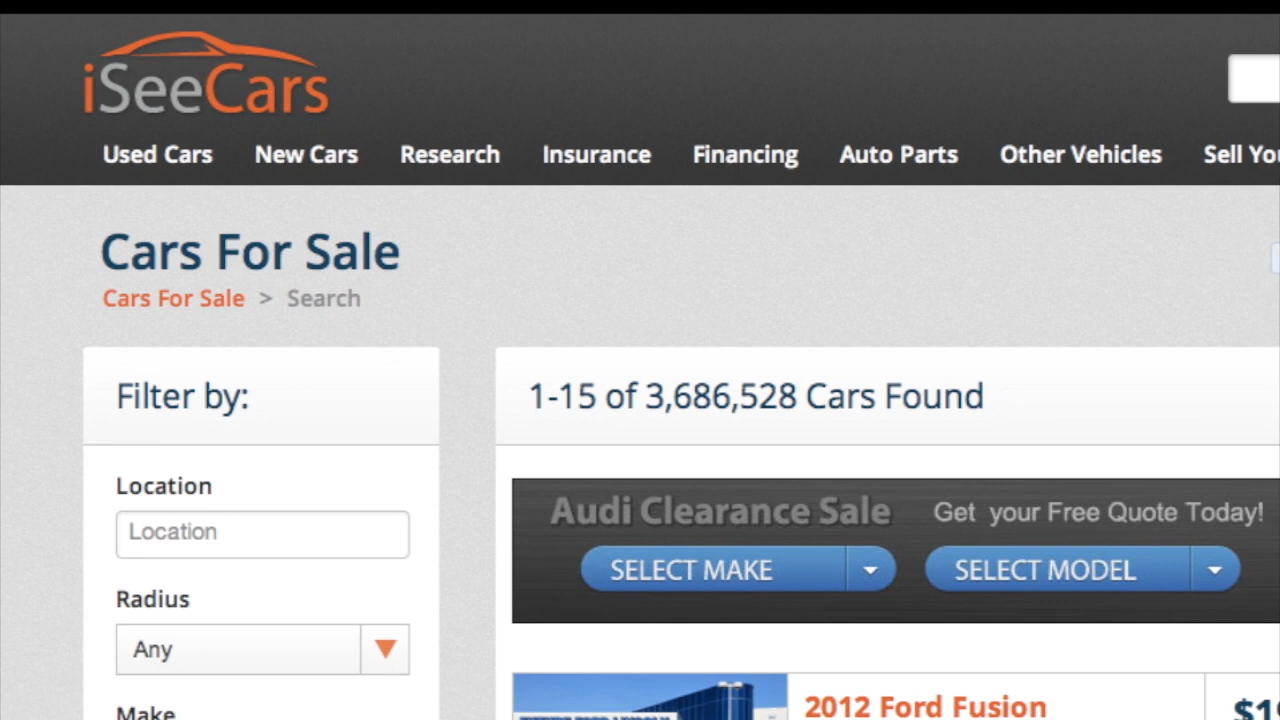 iSeeCars
Used Cars New Cars Research Insurance Financing Auto Parts Other Vehicles Sell
Cars For Sale
Cars For Sale > Search
Filter by:
1-15 of 3,686,528 Cars Found
Location
Location
Audi Clearance Sale Get your Free Quote Today!
SELECT MAKE SELECT MODEL
Radius
Any
Make
2012 Ford Fusion